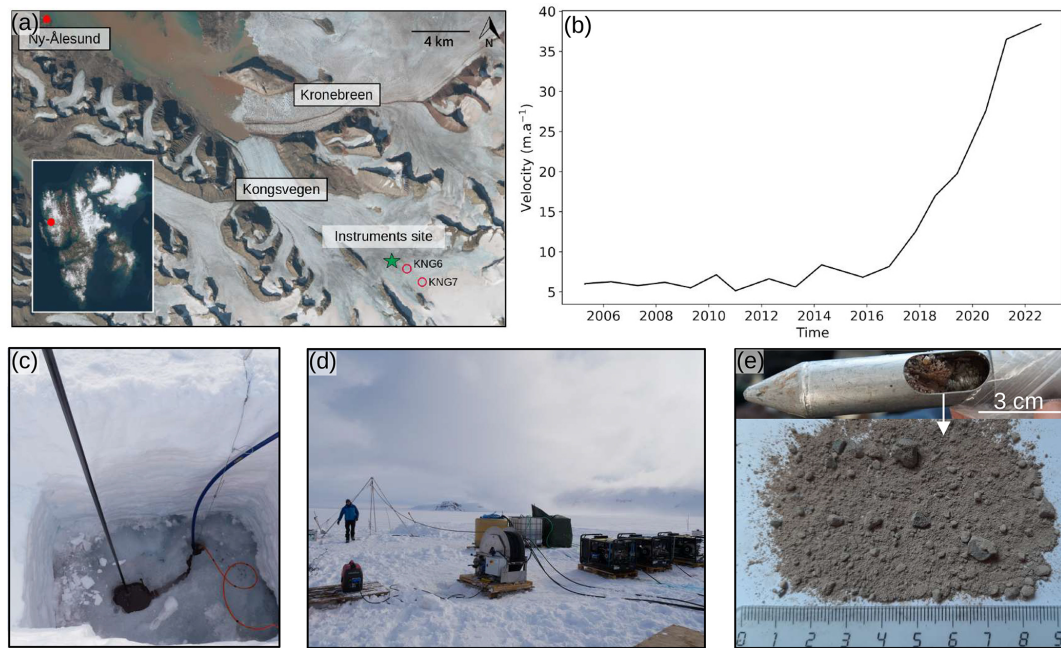 (a)
Ny-Ålesund
4 km
N
Kronebreen
Kongsvegen
Instruments site
KNG6
KNG7
(b)
Velocity (m.a⁻¹)
40
35
30
25
20
15
10
5
2006 2008 2010 2012 2014 2016 2018 2020 2022
Time
(c)
(d)
(e)
3 cm
0 1 2 3 4 5 6 7 8 9